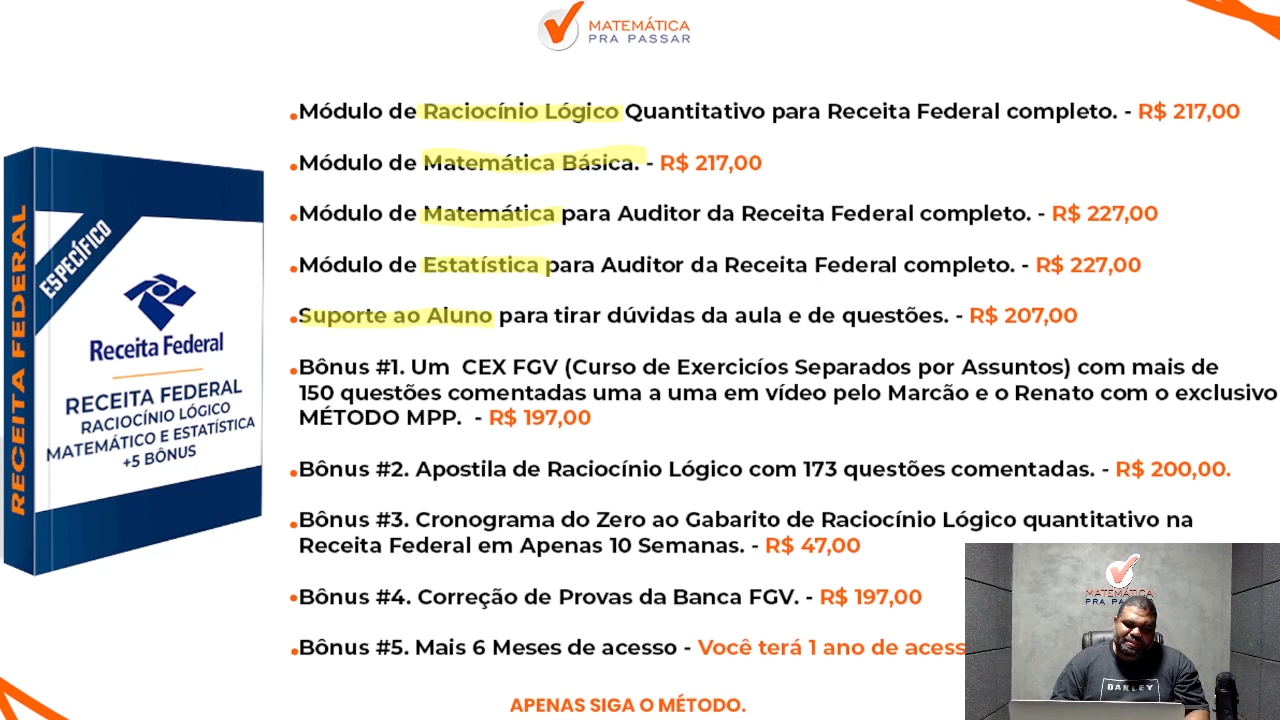 MATEMÁTICA
PRA PASSAR
•Módulo de Raciocínio Lógico Quantitativo para Receita Federal completo. - R$ 217,00
•Módulo de Matemática Básica. - R$ 217,00
•Módulo de Matemática para Auditor da Receita Federal completo. - R$ 227,00
•Módulo de Estatística para Auditor da Receita Federal completo. - R$ 227,00
•Suporte ao Aluno para tirar dúvidas da aula e de questões. - R$ 207,00
•Bônus #1. Um CEX FGV (Curso de Exercicíos Separados por Assuntos) com mais de
150 questões comentadas uma a uma em vídeo pelo Marcão e o Renato com o exclusivo
MÉTODO MPP. - R$ 197,00
•Bônus #2. Apostila de Raciocínio Lógico com 173 questões comentadas. - R$ 200,00.
•Bônus #3. Cronograma do Zero ao Gabarito de Raciocínio Lógico quantitativo na
Receita Federal em Apenas 10 Semanas. - R$ 47,00
•Bônus #4. Correção de Provas da Banca FGV. - R$ 197,00
•Bônus #5. Mais 6 Meses de acesso - Você terá 1 ano de acess
APENAS SIGA O MÉTODO.
RECEITA FEDERAL
ESPECÍFICO
Receita Federal
RECEITA FEDERAL
RACIOCÍNIO LÓGICO
MATEMÁTICO E ESTATÍSTICA
+5 BÔNUS
MATEMÁTICA
PRA PA
OAKLEY